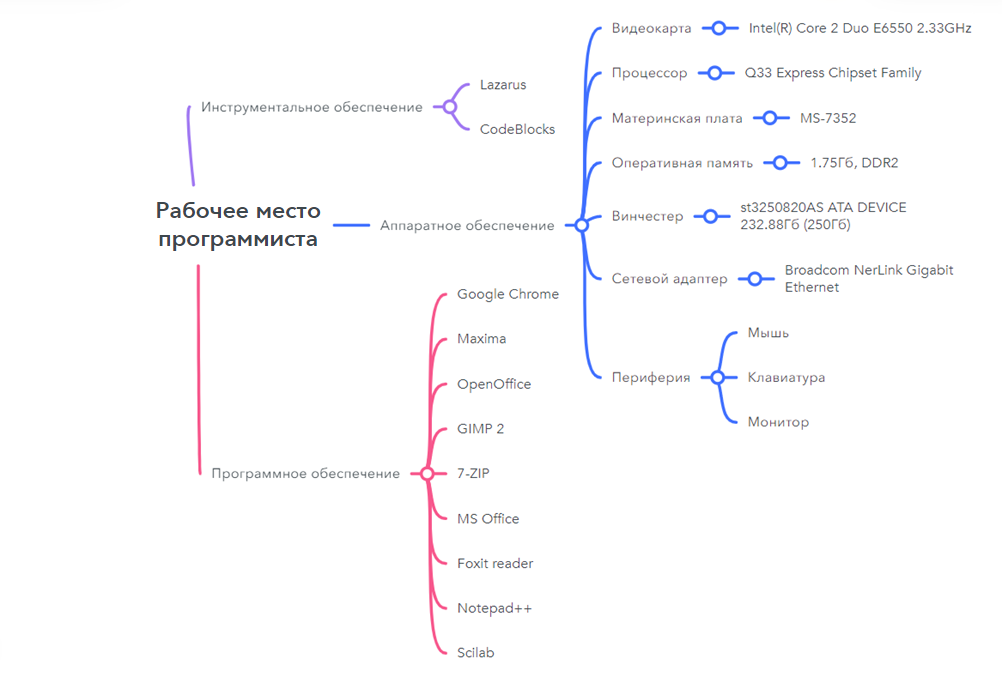 Рабочее место
программиста
Инструментальное обеспечение
Lazarus
CodeBlocks
Аппаратное обеспечение
Видеокарта
Intel(R) Core 2 Duo E6550 2.33GHz
Процессор
Q33 Express Chipset Family
Материнская плата
MS-7352
Оперативная память
1.75Гб, DDR2
Винчестер
st3250820AS ATA DEVICE
232.88Гб (250Гб)
Сетевой адаптер
Broadcom NerLink Gigabit
Ethernet
Периферия
Мышь
Клавиатура
Монитор
Программное обеспечение
Google Chrome
Maxima
OpenOffice
GIMP 2
7-ZIP
MS Office
Foxit reader
Notepad++
Scilab